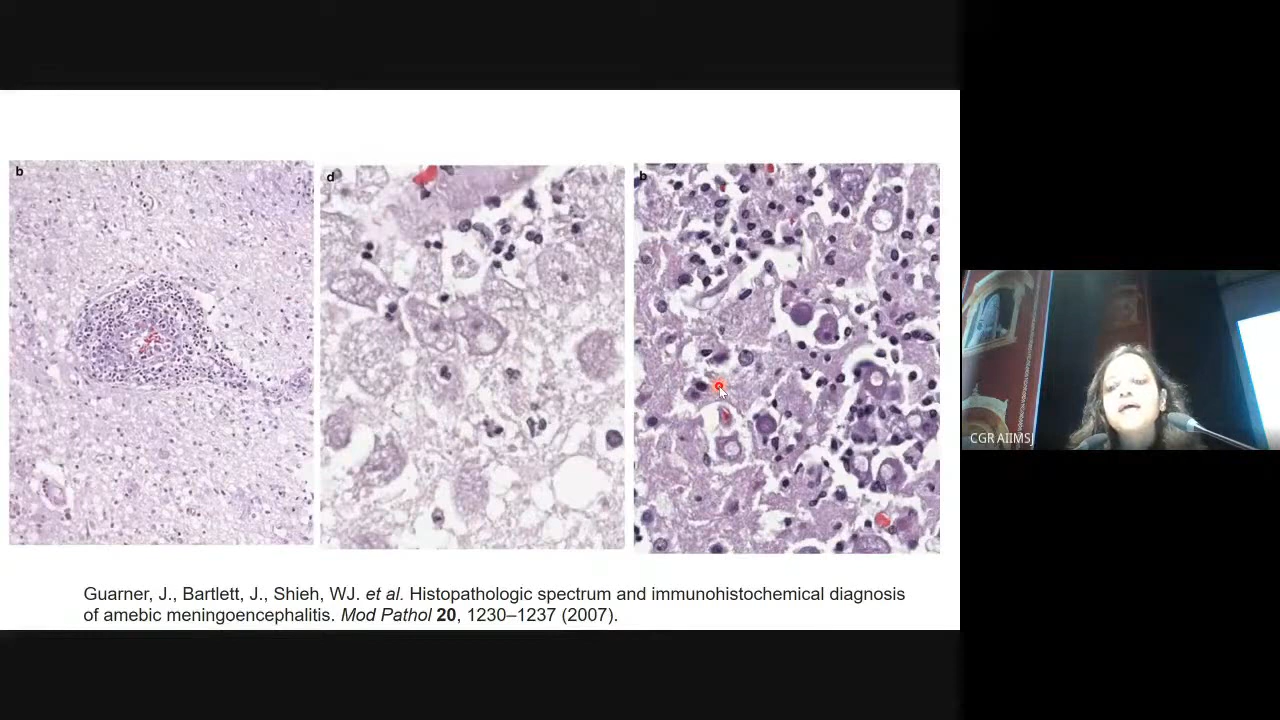 b
d
b
Guarner, J., Bartlett, J., Shieh, WJ. et al. Histopathologic spectrum and immunohistochemical diagnosis
of amebic meningoencephalitis. Mod Pathol 20, 1230–1237 (2007).
CGR AIIMSJ